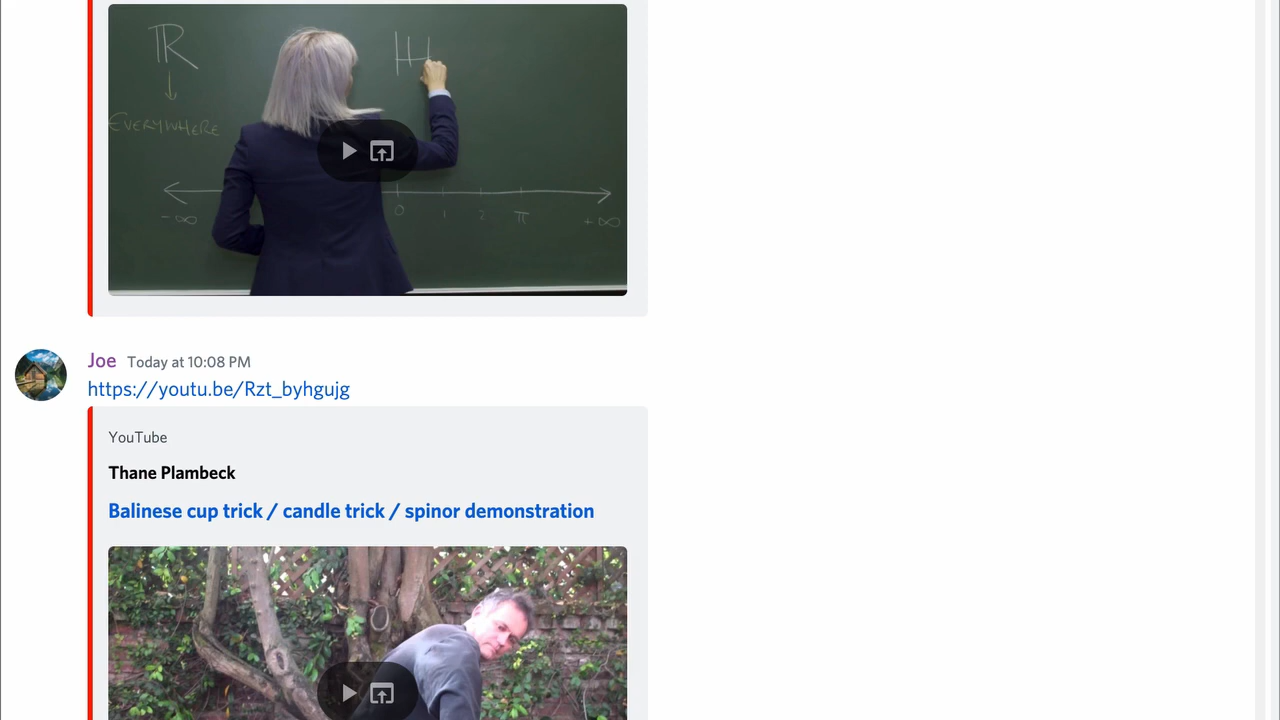 ℝ
ℍ
EVERYWHERE
-∞ 0 1 2 π +∞
Joe Today at 10:08 PM
https://youtu.be/Rzt_byhgujg
YouTube
Thane Plambeck
Balinese cup trick / candle trick / spinor demonstration